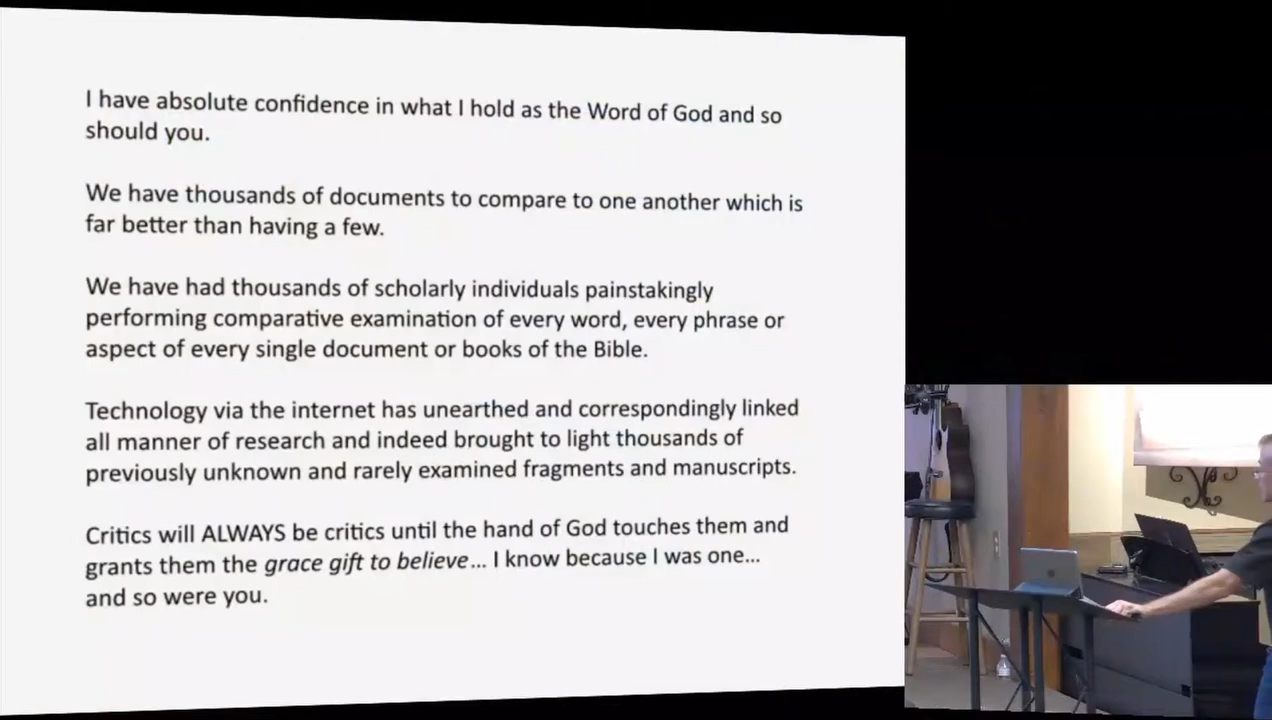 I have absolute confidence in what I hold as the Word of God and so
should you.
We have thousands of documents to compare to one another which is
far better than having a few.
We have had thousands of scholarly individuals painstakingly
performing comparative examination of every word, every phrase or
aspect of every single document or books of the Bible.
Technology via the internet has unearthed and correspondingly linked
all manner of research and indeed brought to light thousands of
previously unknown and rarely examined fragments and manuscripts.
Critics will ALWAYS be critics until the hand of God touches them and
grants them the grace gift to believe... I know because I was one...
and so were you.